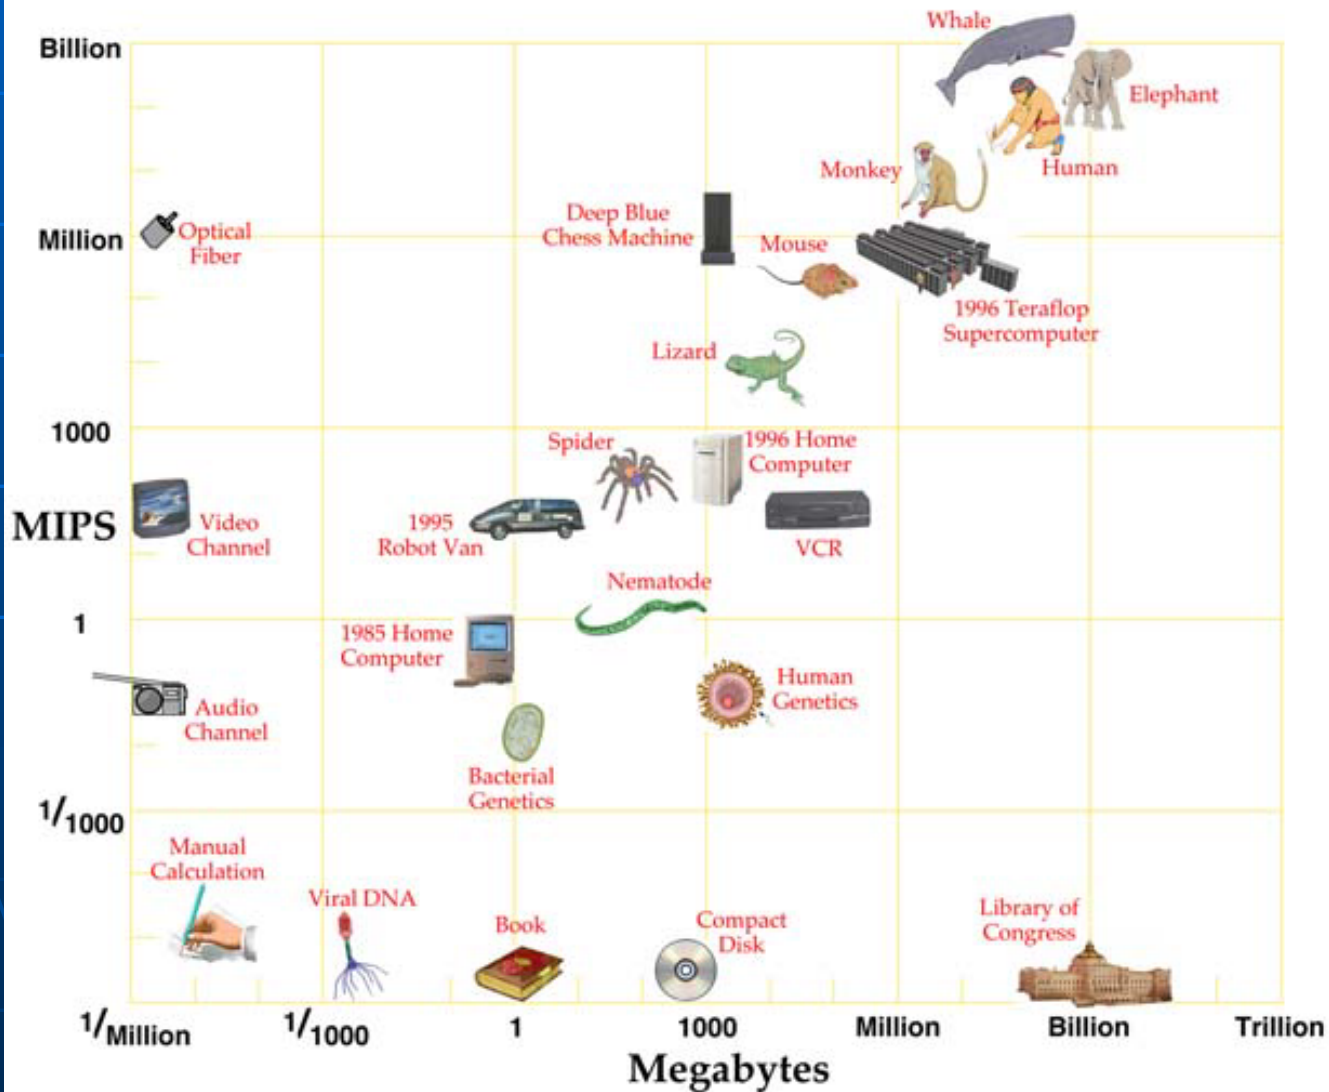 Whale
Billion
Elephant
Monkey
Human
Deep Blue
Chess Machine
Optical
Fiber
Million
Mouse
1996 Teraflop
Supercomputer
Lizard
1000
Spider
1996 Home
Computer
MIPS
Video
Channel
1995
Robot Van
VCR
Nematode
1
1985 Home
Computer
Human
Genetics
Audio
Channel
Bacterial
Genetics
1/1000
Manual
Calculation
Viral DNA
Book
Compact
Disk
Library of
Congress
1/Million 1/1000 1 1000 Million Billion Trillion
Megabytes